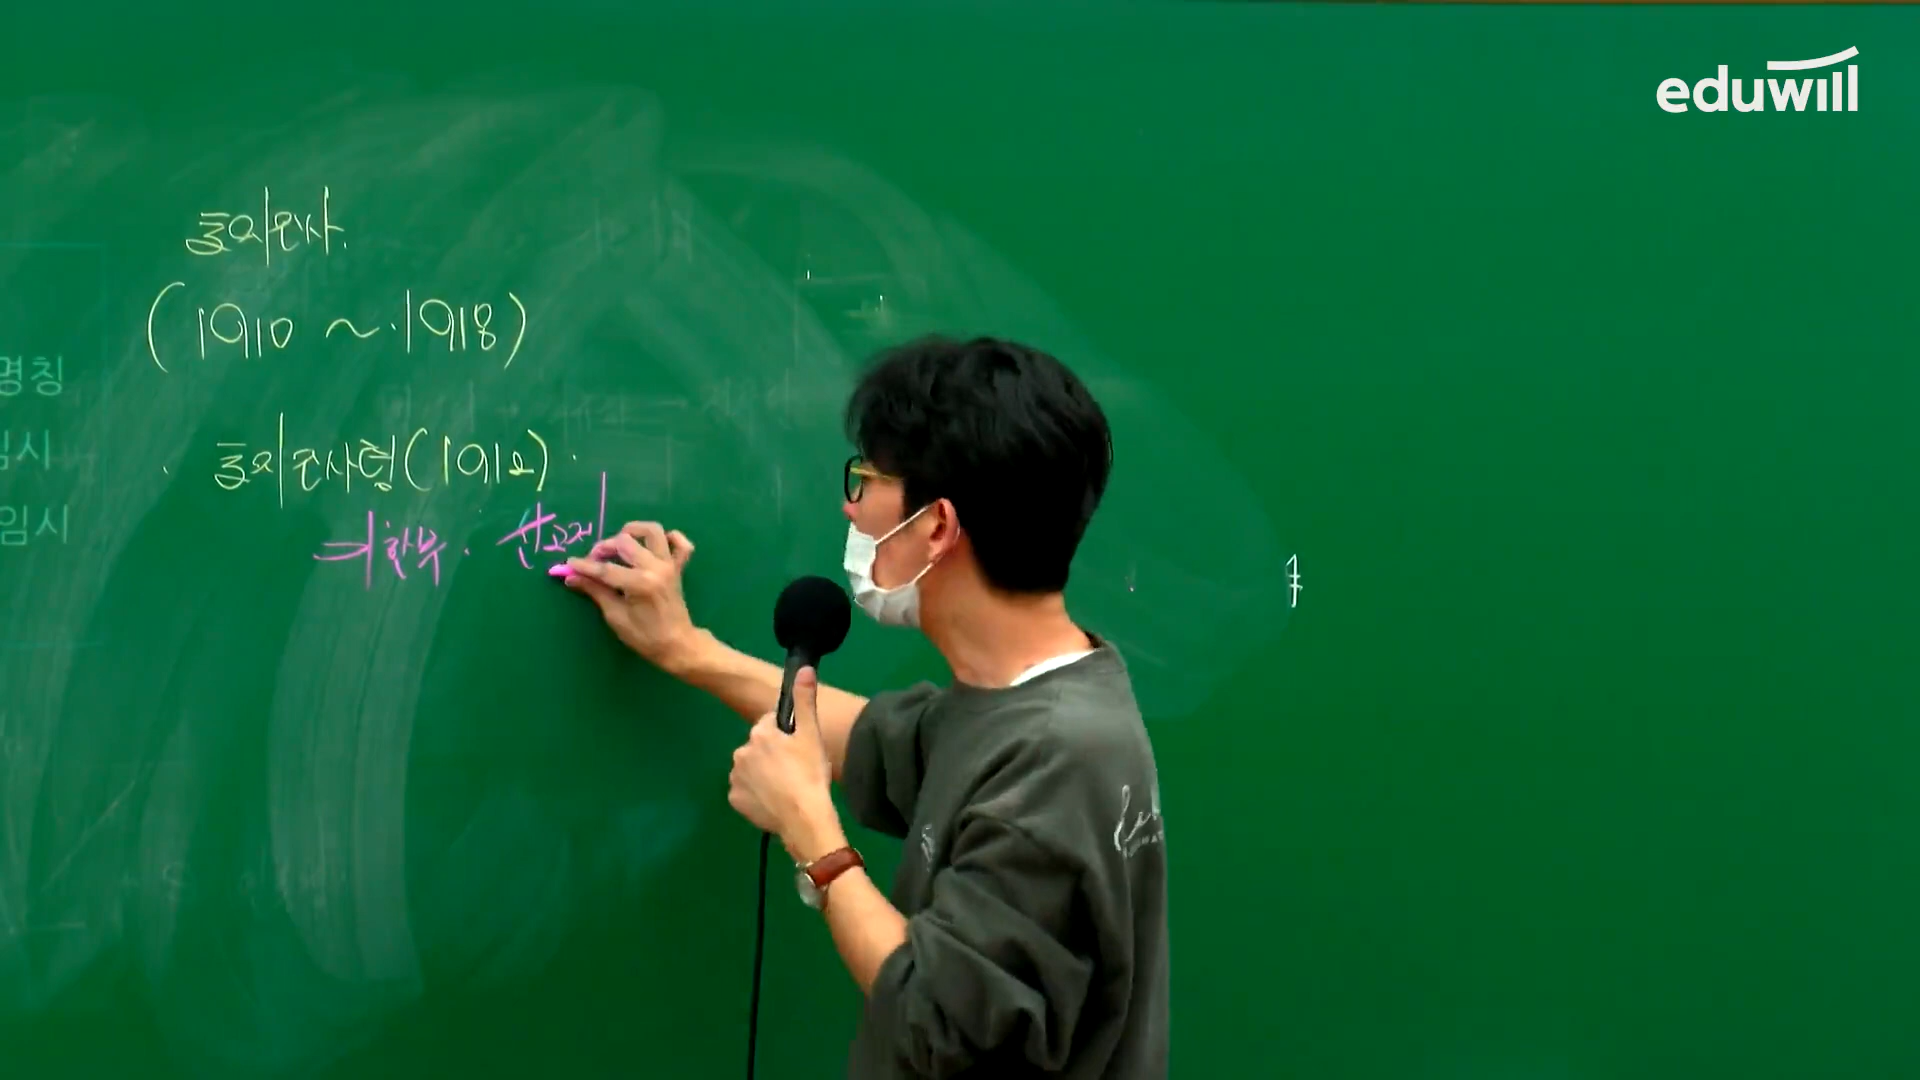 eduwill
토지조사.
(1910 ~ 1918)
명칭
토지조사령(1912)
임시
기한부. 신고제
임시